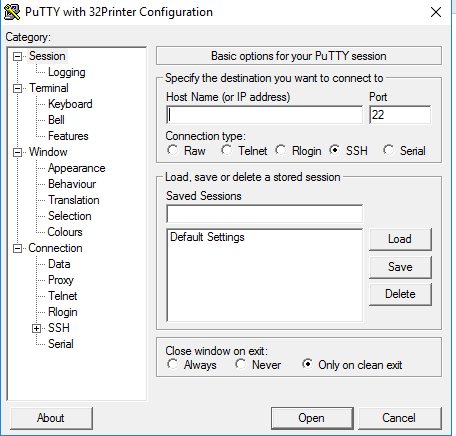 PuTTY with 32Printer Configuration
Category:
Session
Logging
Terminal
Keyboard
Bell
Features
Window
Appearance
Behaviour
Translation
Selection
Colours
Connection
Data
Proxy
Telnet
Rlogin
SSH
Serial
Basic options for your PuTTY session
Specify the destination you want to connect to
Host Name (or IP address) Port
22
Connection type:
Raw Telnet Rlogin SSH Serial
Load, save or delete a stored session
Saved Sessions
Default Settings
Load
Save
Delete
Close window on exit:
Always Never Only on clean exit
About Open Cancel